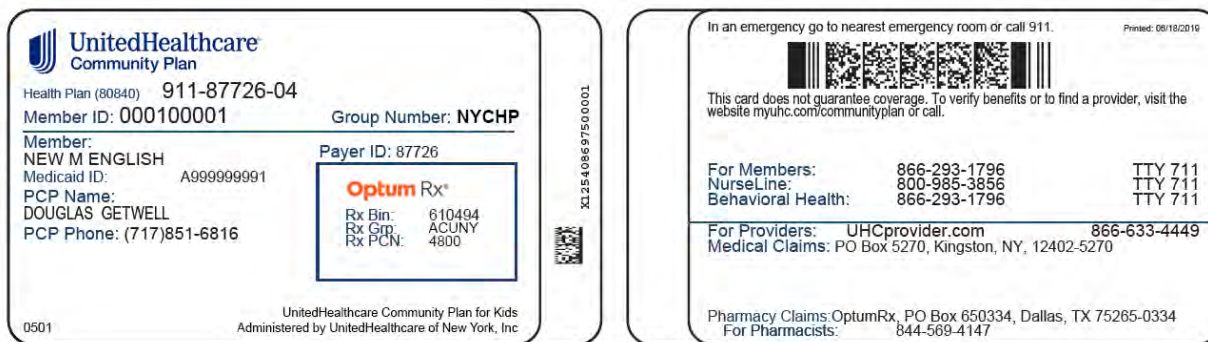 UnitedHealthcare
Community Plan
Health Plan (80840) 911-87726-04
Member ID: 000100001 Group Number: NYCHP
Member:
NEW M ENGLISH
Medicaid ID: A999999991
PCP Name:
DOUGLAS GETWELL
PCP Phone: (717)851-6816
Payer ID: 87726
Optum Rx®
Rx Bin: 610494
Rx Grp: ACUNY
Rx PCN: 4800
UnitedHealthcare Community Plan for Kids
0501 Administered by UnitedHealthcare of New York, Inc
X125408697500001
In an emergency go to nearest emergency room or call 911. Printed: 06/18/2019
This card does not guarantee coverage. To verify benefits or to find a provider, visit the
website myuhc.com/communityplan or call.
For Members: 866-293-1796 TTY 711
NurseLine: 800-985-3856 TTY 711
Behavioral Health: 866-293-1796 TTY 711
For Providers: UHCprovider.com 866-633-4449
Medical Claims: PO Box 5270, Kingston, NY, 12402-5270
Pharmacy Claims:OptumRx, PO Box 650334, Dallas, TX 75265-0334
For Pharmacists: 844-569-4147